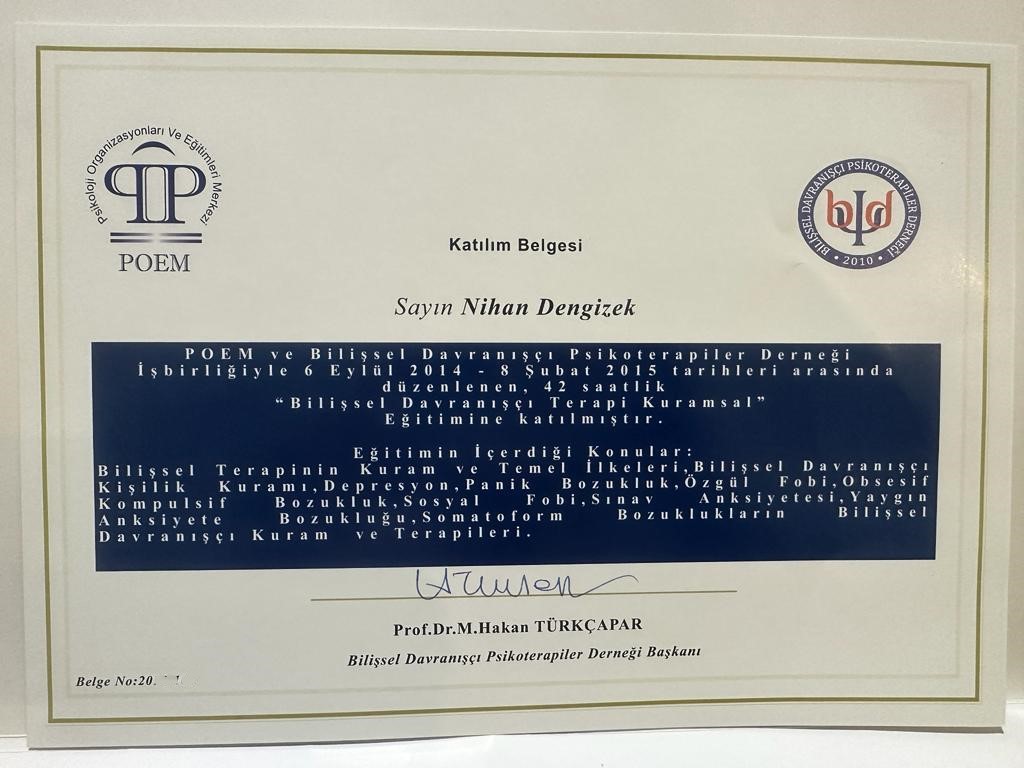 Psikoloji Organizasyonları Ve Eğitimleri Merkezi
POEM
BİLİŞSEL DAVRANIŞÇI PSİKOTERAPİLER DERNEĞİ
bd
• 2010 •
Katılım Belgesi
Sayın Nihan Dengizek
POEM ve Bilişsel Davranışçı Psikoterapiler Derneği
İşbirliğiyle 6 Eylül 2014 - 8 Şubat 2015 tarihleri arasında
düzenlenen, 42 saatlik
“Bilişsel Davranışçı Terapi Kuramsal”
Eğitimine katılmıştır.
Eğitimin İçerdiği Konular:
Bilişsel Terapinin Kuram ve Temel İlkeleri,Bilişsel Davranışçı
Kişilik Kuramı,Depresyon,Panik Bozukluk,Özgül Fobi,Obsesif
Kompulsif Bozukluk,Sosyal Fobi,Sınav Anksiyetesi,Yaygın
Anksiyete Bozukluğu,Somatoform Bozuklukların Bilişsel
Davranışçı Kuram ve Terapileri.
Prof.Dr.M.Hakan TÜRKÇAPAR
Bilişsel Davranışçı Psikoterapiler Derneği Başkanı
Belge No:20